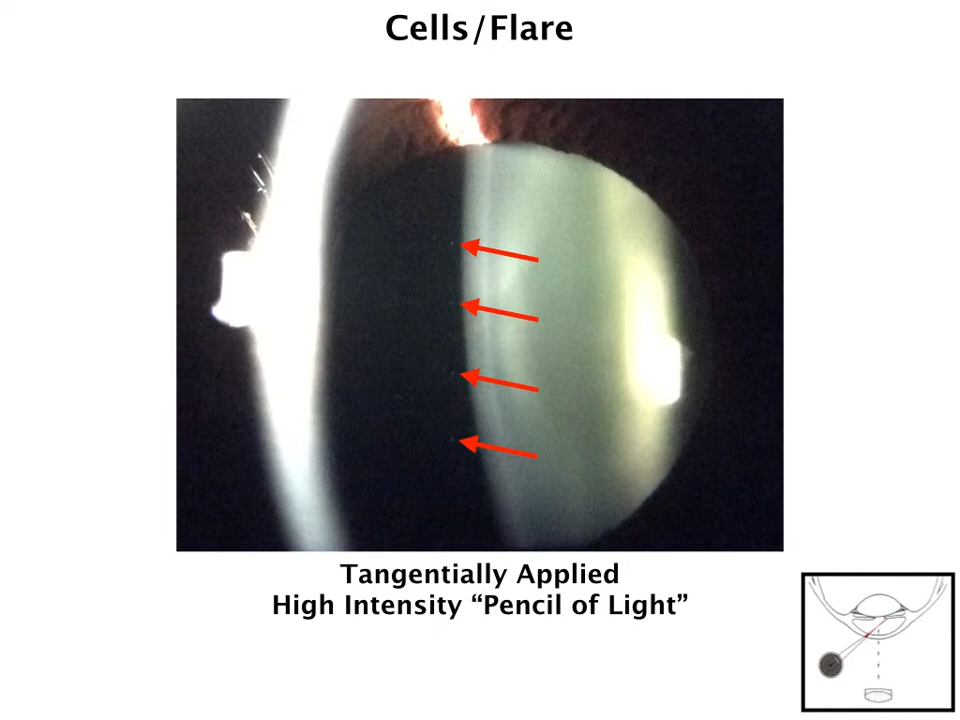 Cells/Flare
Tangentially Applied
High Intensity “Pencil of Light”